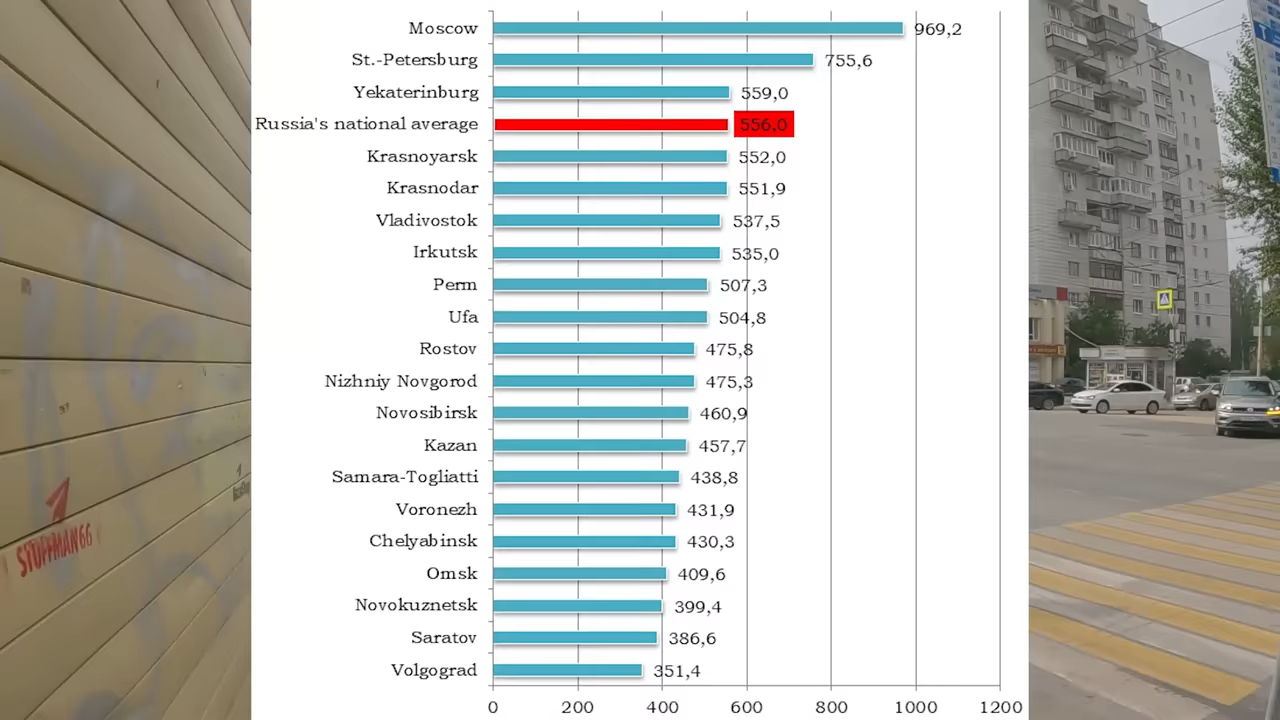 Moscow 969,2
St.-Petersburg 755,6
Yekaterinburg 559,0
Russia's national average 556,0
Krasnoyarsk 552,0
Krasnodar 551,9
Vladivostok 537,5
Irkutsk 535,0
Perm 507,3
Ufa 504,8
Rostov 475,8
Nizhniy Novgorod 475,3
Novosibirsk 460,9
Kazan 457,7
Samara-Togliatti 438,8
Voronezh 431,9
Chelyabinsk 430,3
Omsk 409,6
Novokuznetsk 399,4
Saratov 386,6
Volgograd 351,4
0 200 400 600 800 1000 1200
STUFFMAN66